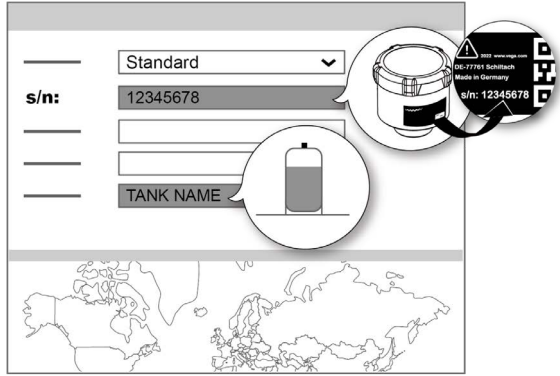 Standard
s/n:
12345678
TANK NAME
2022 www.vega.com
DE-77761 Schiltach
Made in Germany
s/n: 12345678